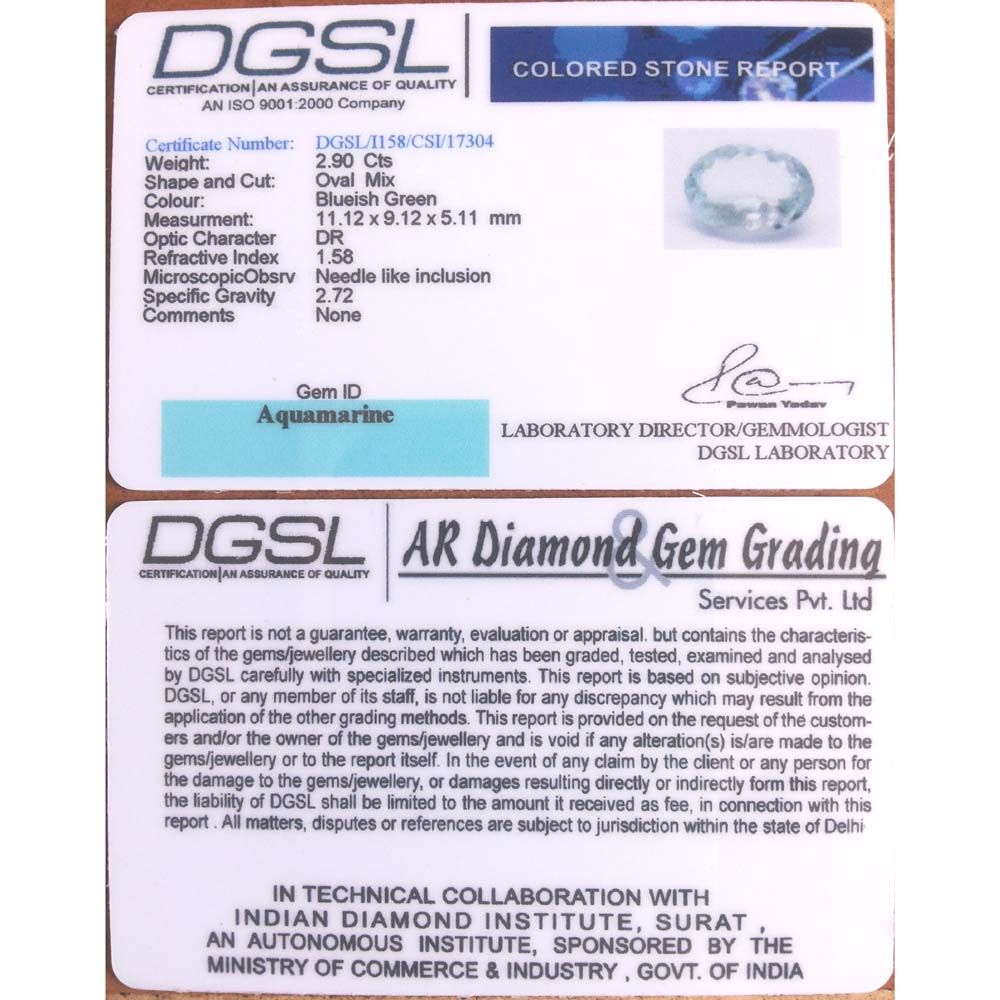 DGSL
CERTIFICATION|AN ASSURANCE OF QUALITY
AN ISO 9001:2000 Company
COLORED STONE REPORT
Certificate Number: DGSL/I158/CSI/17304
Weight: 2.90 Cts
Shape and Cut: Oval Mix
Colour: Blueish Green
Measurment: 11.12 x 9.12 x 5.11 mm
Optic Character DR
Refractive Index 1.58
MicroscopicObsrv Needle like inclusion
Specific Gravity 2.72
Comments None
Gem ID
Aquamarine
Pawan Yadav
LABORATORY DIRECTOR/GEMMOLOGIST
DGSL LABORATORY
DGSL
CERTIFICATION|AN ASSURANCE OF QUALITY
AR Diamond & Gem Grading
Services Pvt. Ltd
This report is not a guarantee, warranty, evaluation or appraisal. but contains the characteris-
tics of the gems/jewellery described which has been graded, tested, examined and analysed
by DGSL carefully with specialized instruments. This report is based on subjective opinion.
DGSL, or any member of its staff, is not liable for any discrepancy which may result from the
application of the other grading methods. This report is provided on the request of the custom-
ers and/or the owner of the gems/jewellery and is void if any alteration(s) is/are made to the
gems/jewellery or to the report itself. In the event of any claim by the client or any person for
the damage to the gems/jewellery, or damages resulting directly or indirectly form this report,
the liability of DGSL shall be limited to the amount it received as fee, in connection with this
report . All matters, disputes or references are subject to jurisdiction within the state of Delhi
IN TECHNICAL COLLABORATION WITH
INDIAN DIAMOND INSTITUTE, SURAT ,
AN AUTONOMOUS INSTITUTE, SPONSORED BY THE
MINISTRY OF COMMERCE & INDUSTRY , GOVT. OF INDIA